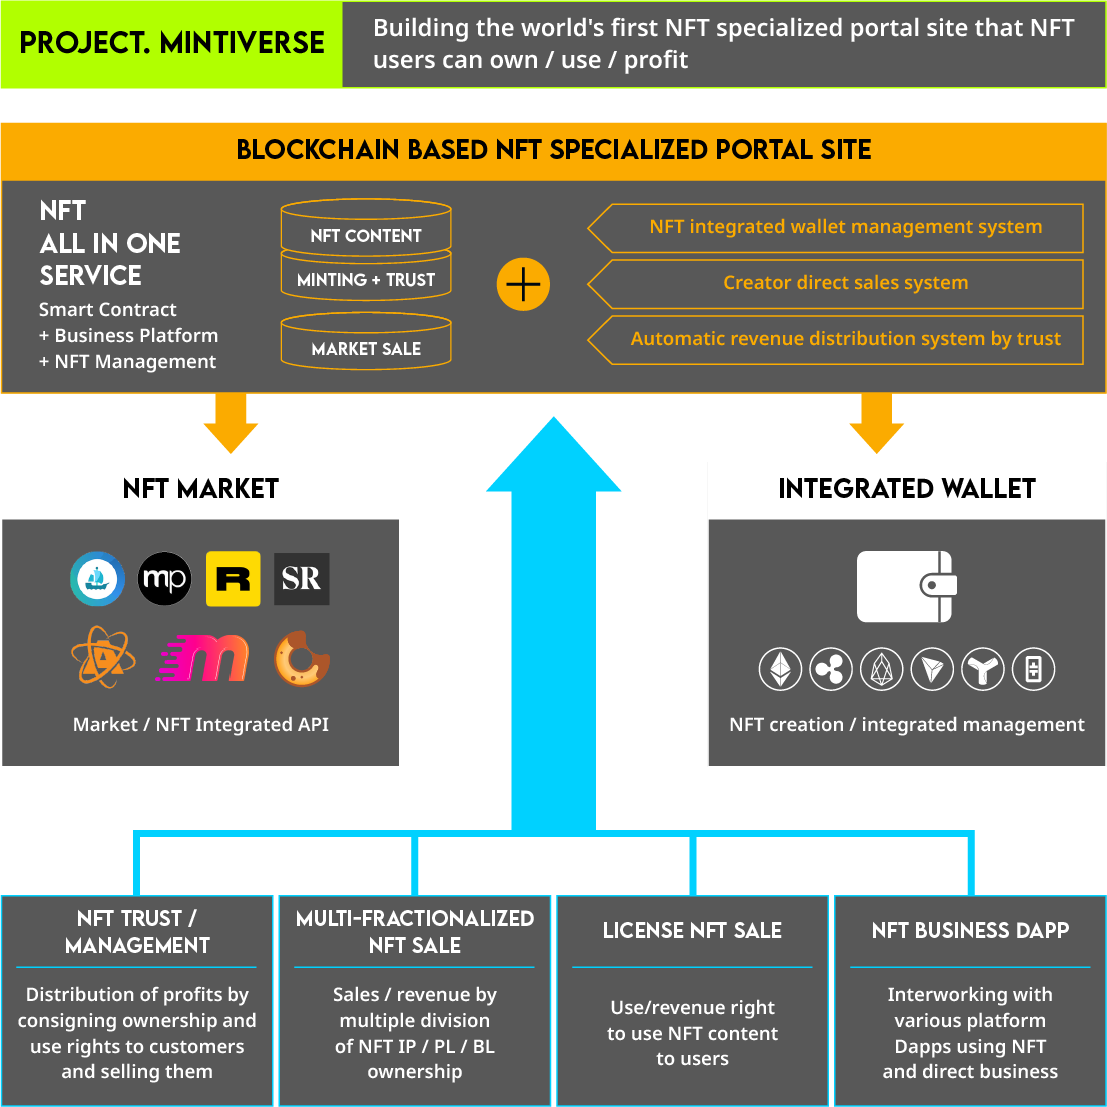 PROJECT. MINTIVERSE
Building the world's first NFT specialized portal site that NFT
users can own / use / profit
BLOCKCHAIN BASED NFT SPECIALIZED PORTAL SITE
NFT
ALL IN ONE
SERVICE
Smart Contract
+ Business Platform
+ NFT Management
NFT CONTENT
MINTING + TRUST
MARKET SALE
NFT integrated wallet management system
Creator direct sales system
Automatic revenue distribution system by trust
NFT MARKET
mp
R
SR
m
Market / NFT Integrated API
INTEGRATED WALLET
NFT creation / integrated management
NFT TRUST /
MANAGEMENT
Distribution of profits by
consigning ownership and
use rights to customers
and selling them
MULTI-FRACTIONALIZED
NFT SALE
Sales / revenue by
multiple division
of NFT IP / PL / BL
ownership
LICENSE NFT SALE
Use/revenue right
to use NFT content
to users
NFT BUSINESS DAPP
Interworking with
various platform
Dapps using NFT
and direct business